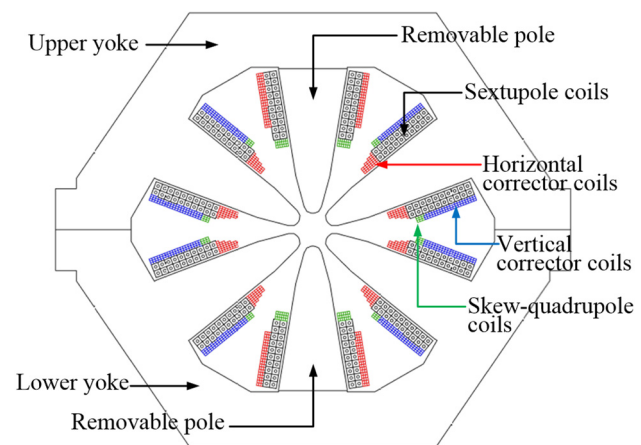 Upper yoke
Removable pole
Sextupole coils
Horizontal
corrector coils
Vertical
corrector coils
Skew-quadrupole
coils
Lower yoke
Removable pole